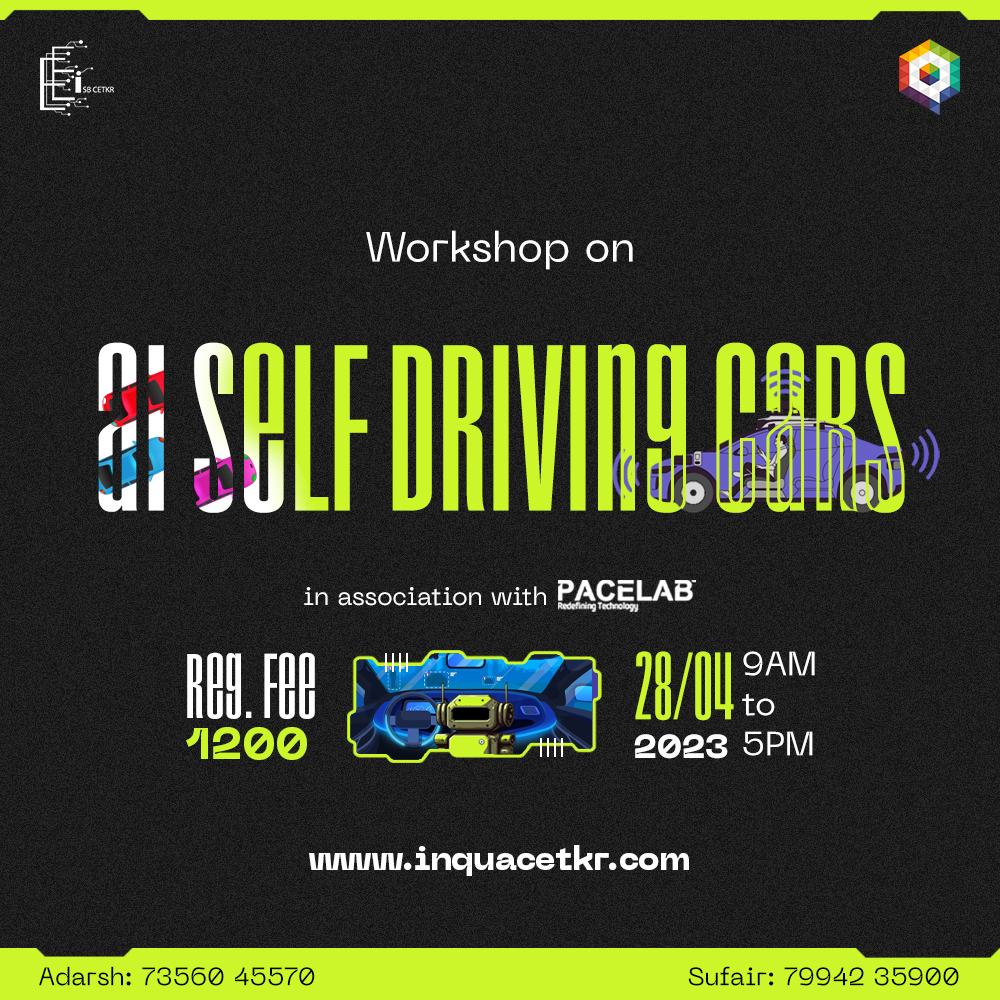 Ei SB CETKR
Workshop on
aI SeLF DRIVIng CaRS
in association with PACELAB
Redefining Technology
Reg. Fee
1200
28/04
2023
9AM
to
5PM
www.inquacetkr.com
Adarsh: 73560 45570
Sufair: 79942 35900